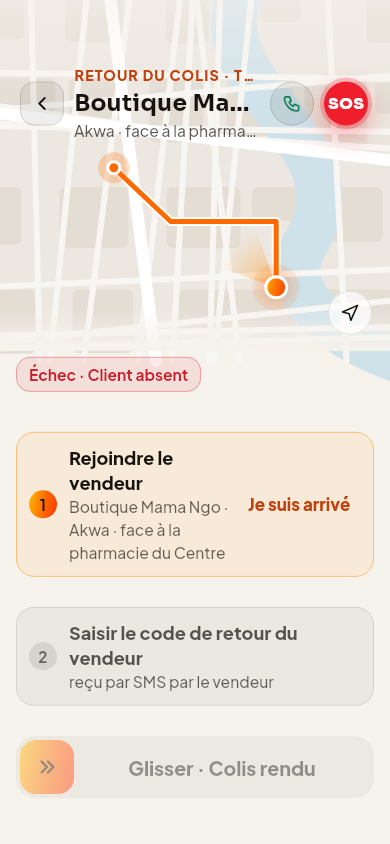 RETOUR DU COLIS · T…
Boutique Ma…
Akwa · face à la pharma…
SOS
Échec · Client absent
1
Rejoindre le
vendeur
Boutique Mama Ngo ·
Akwa · face à la
pharmacie du Centre
Je suis arrivé
2
Saisir le code de retour du
vendeur
reçu par SMS par le vendeur
Glisser · Colis rendu